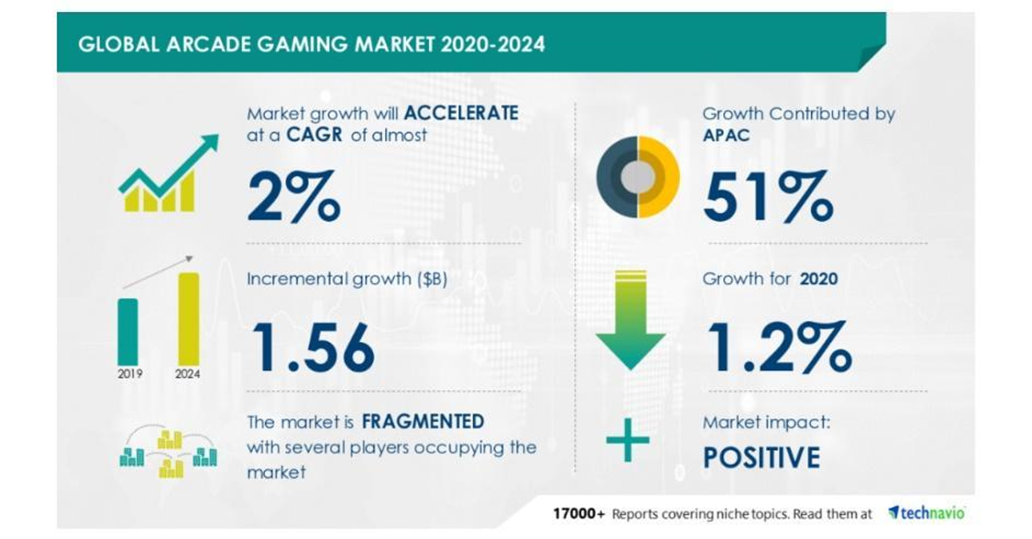 GLOBAL ARCADE GAMING MARKET 2020-2024
Market growth will ACCELERATE
at a CAGR of almost
2%
Growth Contributed by
APAC
51%
Incremental growth ($B)
1.56
2019 2024
Growth for 2020
1.2%
The market is FRAGMENTED
with several players occupying the
market
Market impact:
POSITIVE
17000+ Reports covering niche topics. Read them at technavio